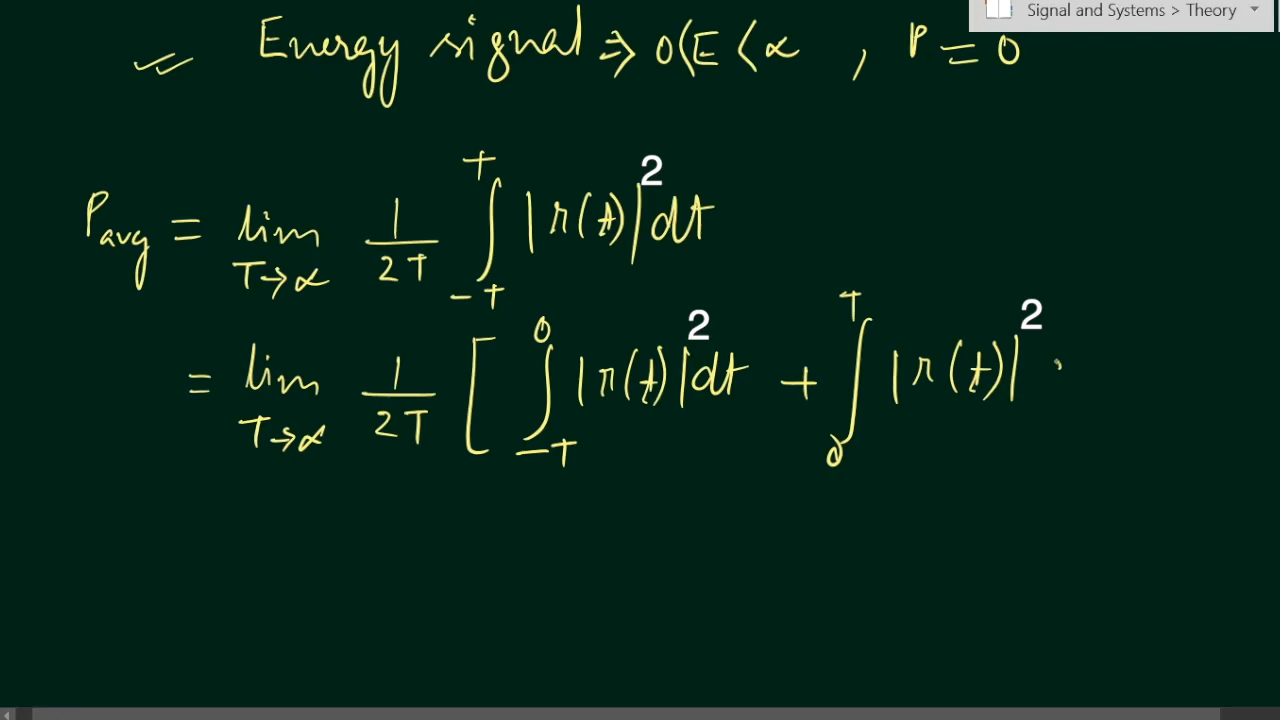 Signal and Systems > Theory
Energy signal ⇒ 0⟨E⟨∝ , P = 0
P_avg = lim_{T→∝} 1/2T ∫_{-T}^{T} |r(t)|^2 dt
= lim_{T→∝} 1/2T [ ∫_{-T}^{0} |r(t)|^2 dt + ∫_{0}^{T} |r(t)|^2